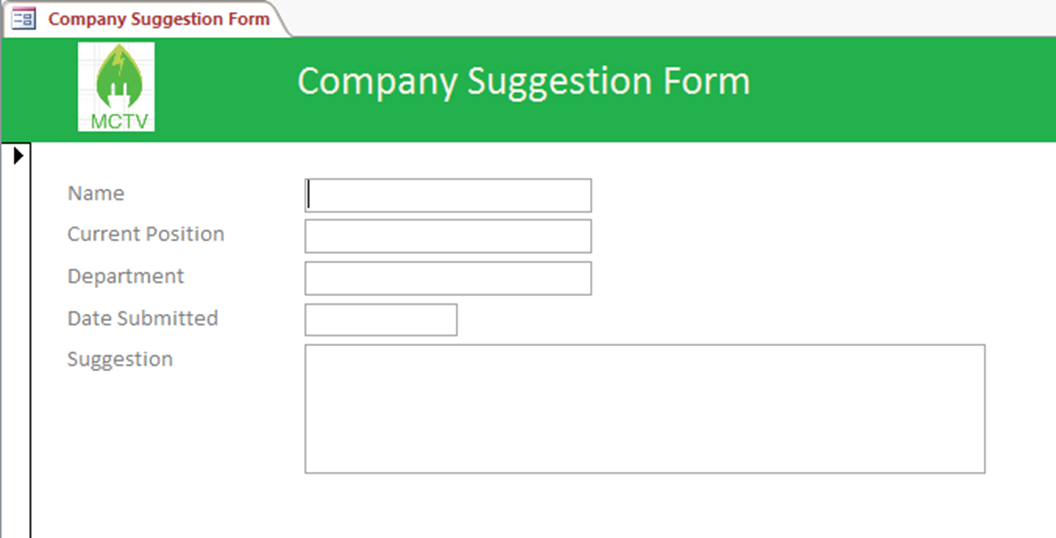 Company Suggestion Form
MCTV
Company Suggestion Form
Name
Current Position
Department
Date Submitted
Suggestion